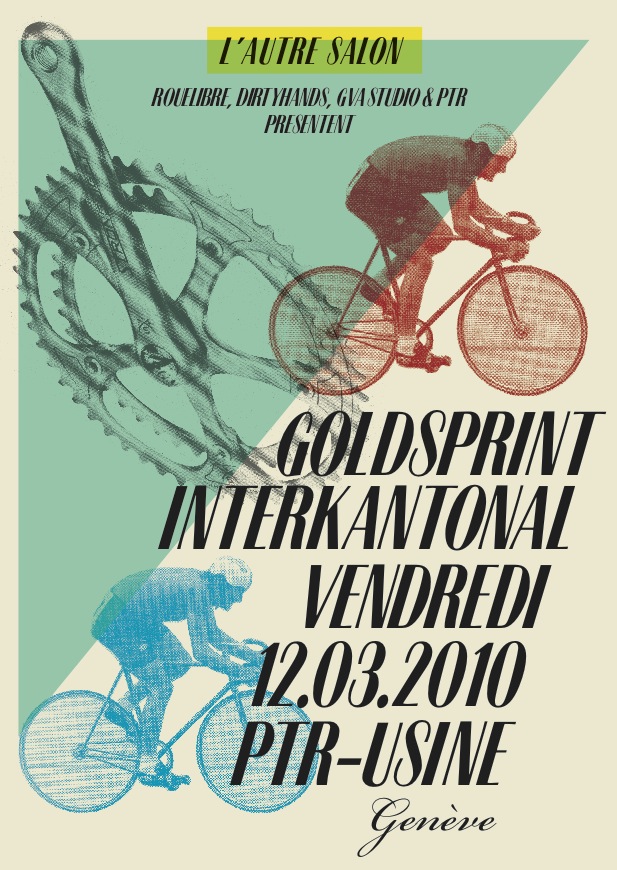 L'AUTRE SALON
ROUELIBRE, DIRTYHANDS, GVA STUDIO & PTR
PRESENTENT
GOLDSPRINT
INTERKANTONAL
VENDREDI
12.03.2010
PTR-USINE
Genève